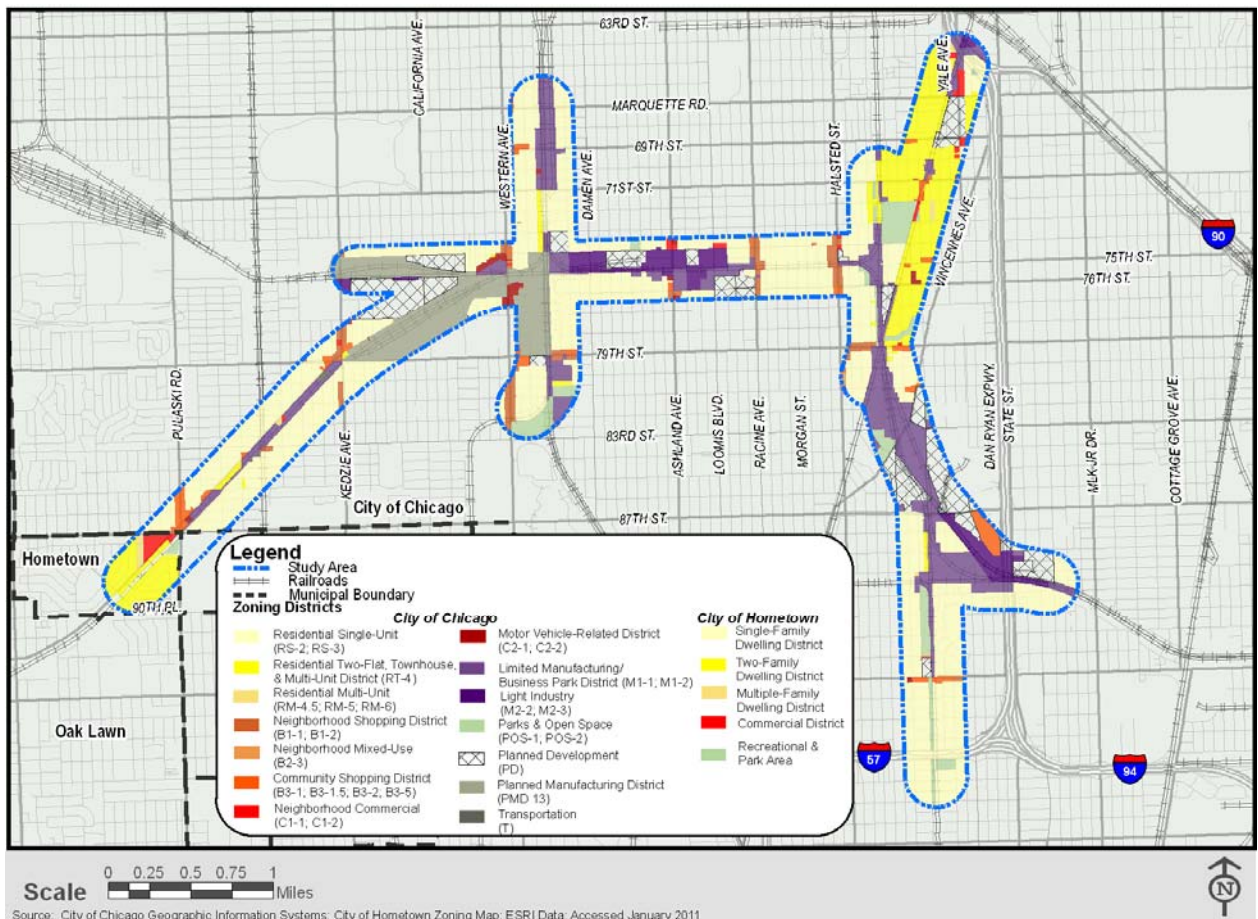 63RD ST.
CALIFORNIA AVE.
YALE AVE.
MARQUETTE RD.
WESTERN AVE.
69TH ST.
DAMEN AVE.
HALSTED ST.
71ST ST.
VINCENNES AVE.
90
75TH ST.
76TH ST.
79TH ST.
PULASKI RD.
KEDZIE AVE.
83RD ST.
ASHLAND AVE.
LOOMIS BLVD.
RACINE AVE.
MORGAN ST.
DAN RYAN EXPWY.
STATE ST.
MLK JR DR.
COTTAGE GROVE AVE.
City of Chicago
87TH ST.
Hometown
90TH PL.
Oak Lawn
57
94
Legend
Study Area
Railroads
Municipal Boundary
Zoning Districts
City of Chicago
Residential Single-Unit
(RS-2; RS-3)
Residential Two-Flat, Townhouse,
& Multi-Unit District (RT-4)
Residential Multi-Unit
(RM-4.5; RM-5; RM-6)
Neighborhood Shopping District
(B1-1; B1-2)
Neighborhood Mixed-Use
(B2-3)
Community Shopping District
(B3-1; B3-1.5; B3-2; B3-5)
Neighborhood Commercial
(C1-1; C1-2)
Motor Vehicle-Related District
(C2-1; C2-2)
Limited Manufacturing/
Business Park District (M1-1; M1-2)
Light Industry
(M2-2; M2-3)
Parks & Open Space
(POS-1; POS-2)
Planned Development
(PD)
Planned Manufacturing District
(PMD 13)
Transportation
(T)
City of Hometown
Single-Family
Dwelling District
Two-Family
Dwelling District
Multiple-Family
Dwelling District
Commercial District
Recreational &
Park Area
Scale
0 0.25 0.5 0.75 1
Miles
N
Source: City of Chicago Geographic Information Systems; City of Hometown Zoning Map; ESRI Data; Accessed January 2011